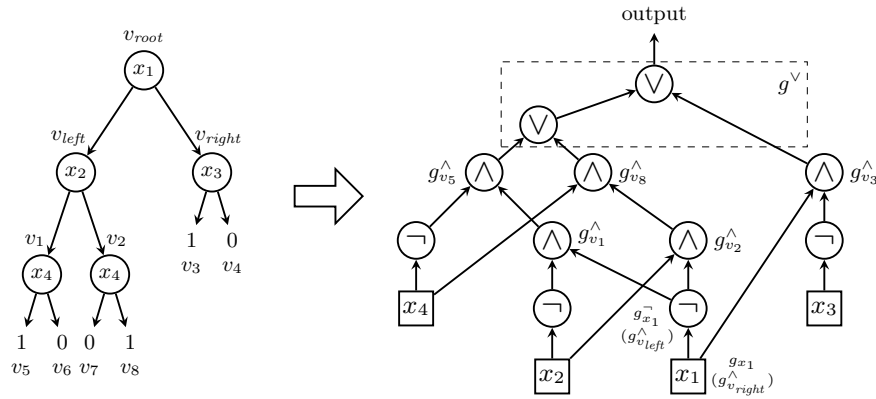 output
v_root
x_1
∨
g^∨
v_left
v_right
∨
x_2
x_3
g^∧_{v_5}
∧
∧
g^∧_{v_8}
∧
g^∧_{v_3}
v_1
v_2
1
0
¬
∧
g^∧_{v_1}
∧
g^∧_{v_2}
¬
v_3
v_4
x_4
x_4
x_4
¬
g^¬_{x_1}
(g^∧_{v_left})
¬
x_3
1
0
0
1
v_5
v_6
v_7
v_8
x_2
x_1
g_{x_1}
(g^∧_{v_right})